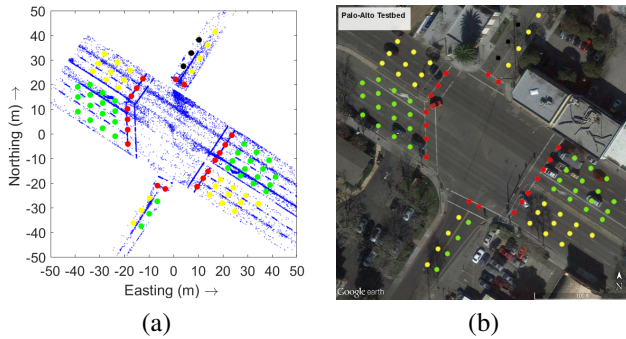 50
40
30
20
10
0
-10
-20
-30
-40
-50
Northing (m) →
-50 -40 -30 -20 -10 0 10 20 30 40 50
Easting (m) →
(a)
Palo-Alto Testbed
Google earth
N
(b)